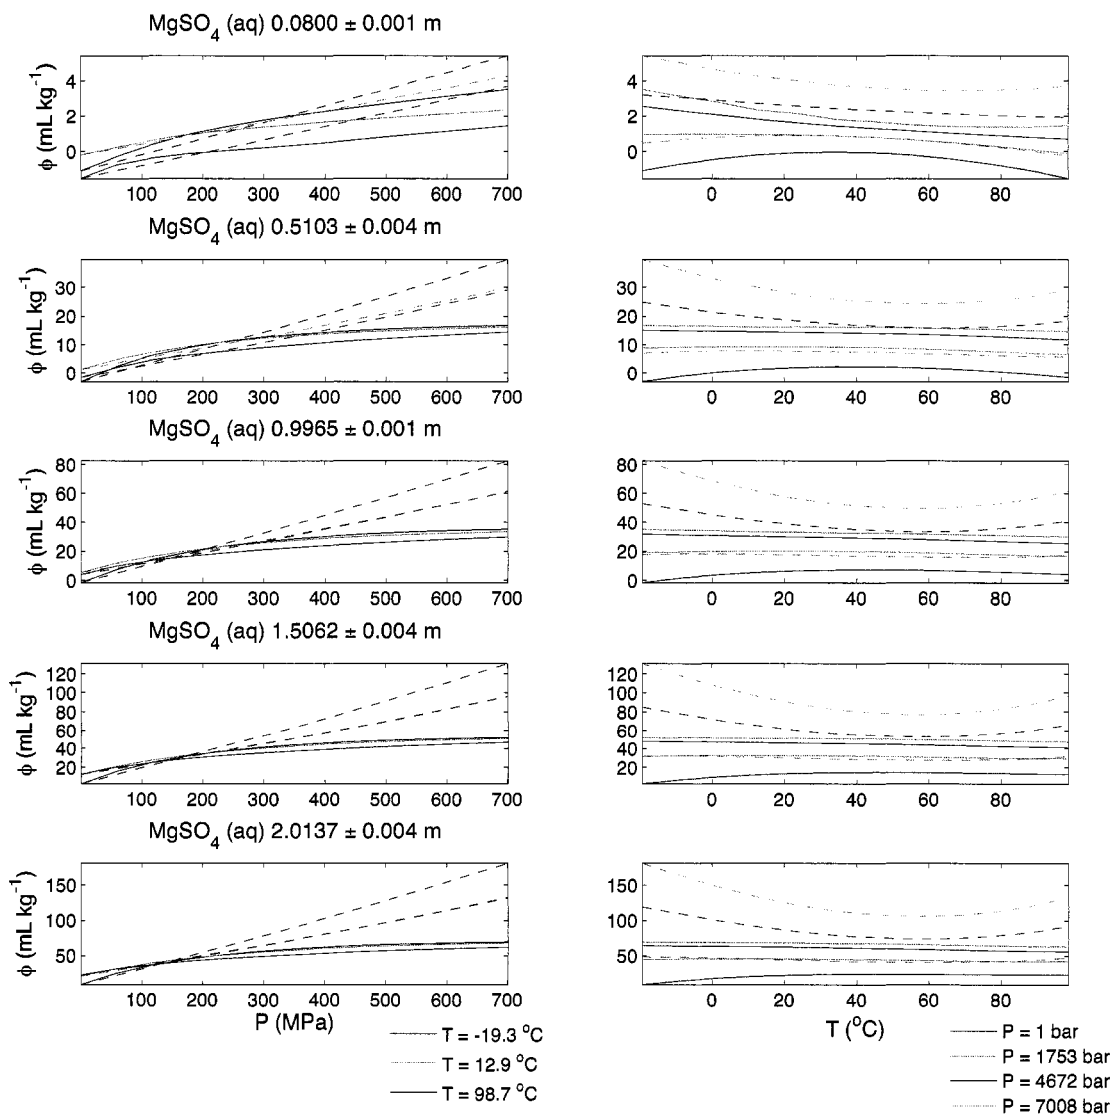 MgSO4 (aq) 0.0800 ± 0.001 m
φ (mL kg-1)
4
2
0
100 200 300 400 500 600 700
0 20 40 60 80
MgSO4 (aq) 0.5103 ± 0.004 m
φ (mL kg-1)
30
20
10
0
100 200 300 400 500 600 700
0 20 40 60 80
MgSO4 (aq) 0.9965 ± 0.001 m
φ (mL kg-1)
80
60
40
20
0
80
60
40
20
0
100 200 300 400 500 600 700
0 20 40 60 80
MgSO4 (aq) 1.5062 ± 0.004 m
φ (mL kg-1)
120
100
80
60
40
20
120
100
80
60
40
20
100 200 300 400 500 600 700
0 20 40 60 80
MgSO4 (aq) 2.0137 ± 0.004 m
φ (mL kg-1)
150
100
50
150
100
50
100 200 300 400 500 600 700
0 20 40 60 80
P (MPa)
T (oC)
T = -19.3 oC
T = 12.9 oC
T = 98.7 oC
P = 1 bar
P = 1753 bar
P = 4672 bar
P = 7008 bar